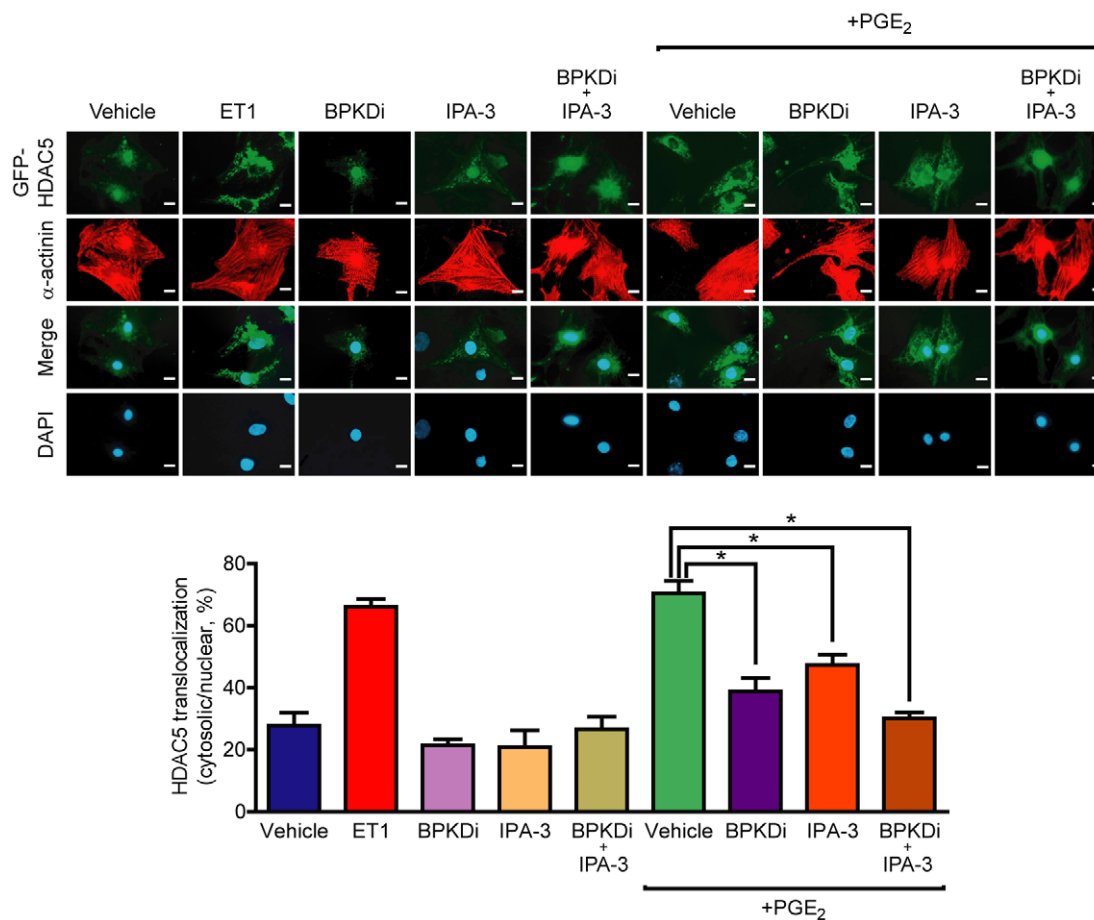 +PGE2
Vehicle ET1 BPKDi IPA-3 BPKDi + IPA-3 Vehicle BPKDi IPA-3 BPKDi + IPA-3
GFP-HDAC5
α-actinin
Merge
DAPI
HDAC5 translocalization
(cytosolic/nuclear, %)
80
60
40
20
0
* * *
Vehicle ET1 BPKDi IPA-3 BPKDi + IPA-3 Vehicle BPKDi IPA-3 BPKDi + IPA-3
+PGE2